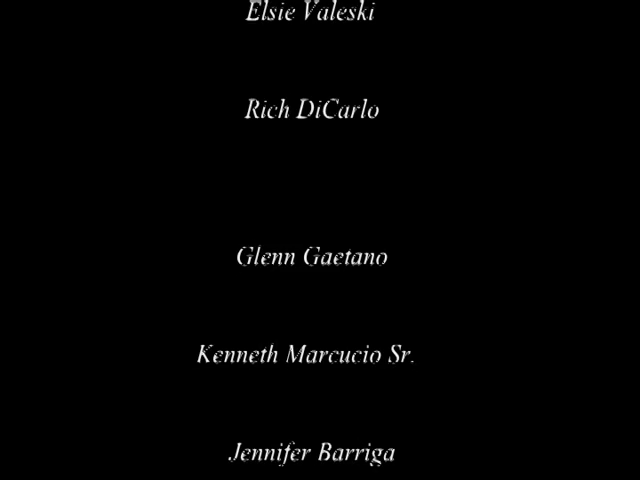 Elsie Valeski
Rich DiCarlo
Glenn Gaetano
Kenneth Marcucio Sr.
Jennifer Barriga